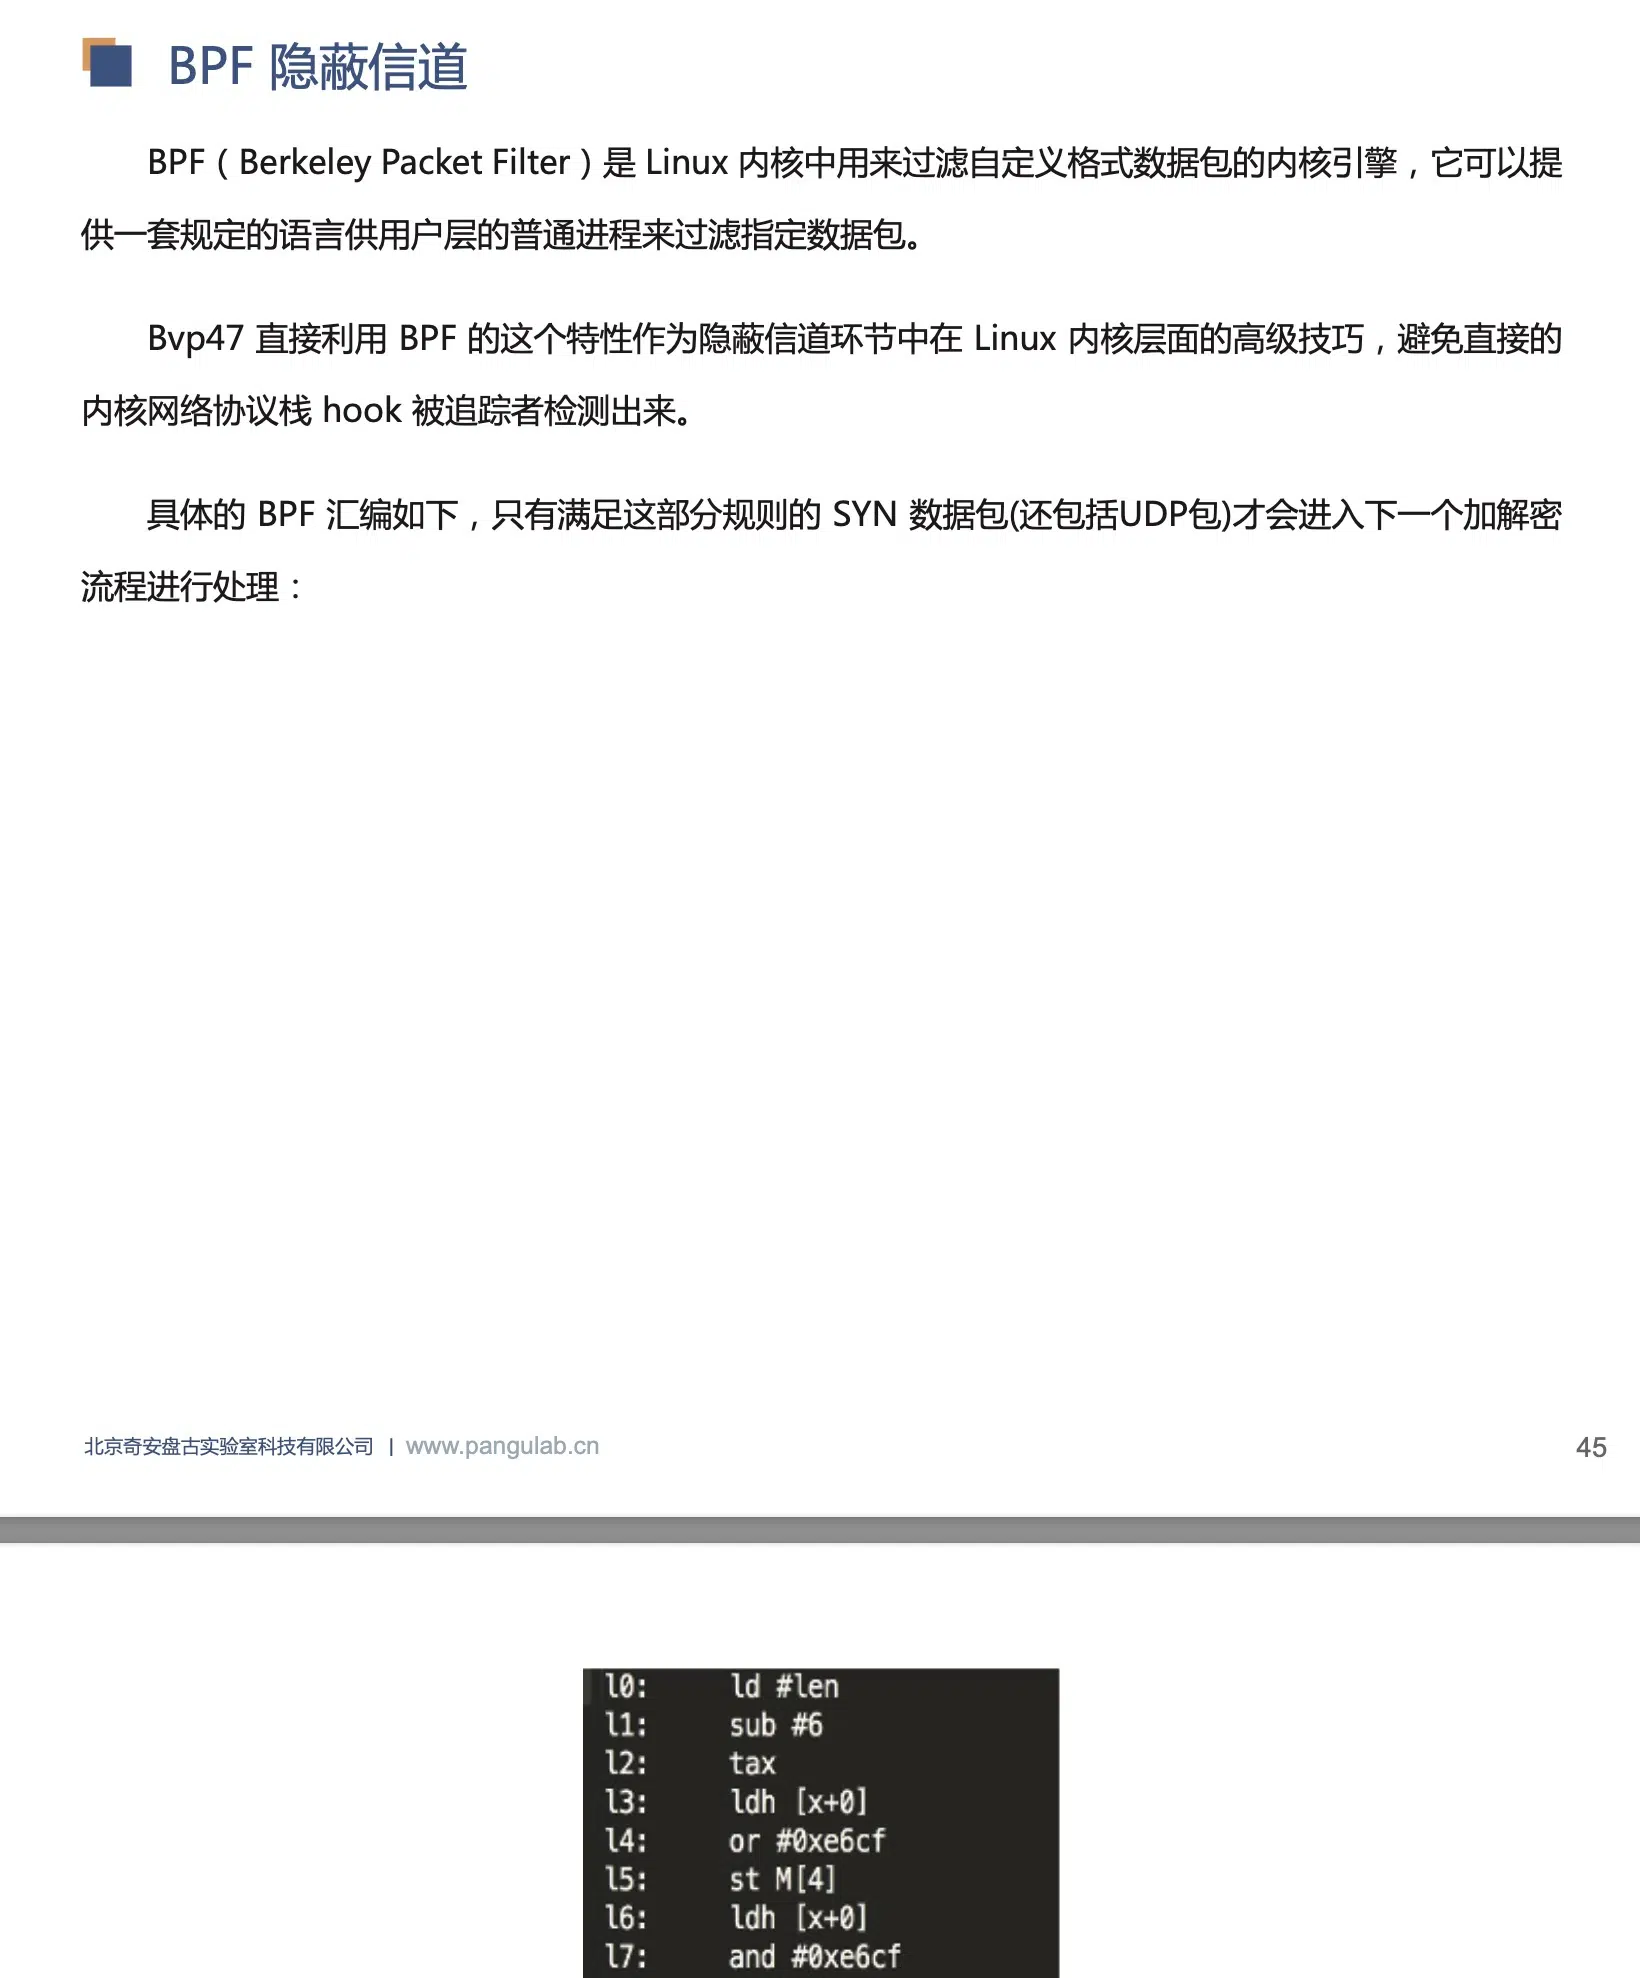 BPF 隐蔽信道
BPF（Berkeley Packet Filter）是 Linux 内核中用来过滤自定义格式数据包的内核引擎，它可以提
供一套规定的语言供用户层的普通进程来过滤指定数据包。
Bvp47 直接利用 BPF 的这个特性作为隐蔽信道环节中在 Linux 内核层面的高级技巧，避免直接的
内核网络协议栈 hook 被追踪者检测出来。
具体的 BPF 汇编如下，只有满足这部分规则的 SYN 数据包(还包括UDP包)才会进入下一个加解密
流程进行处理：
北京奇安盘古实验室科技有限公司 | www.pangulab.cn 45
l0: ld #len
l1: sub #6
l2: tax
l3: ldh [x+0]
l4: or #0xe6cf
l5: st M[4]
l6: ldh [x+0]
l7: and #0xe6cf